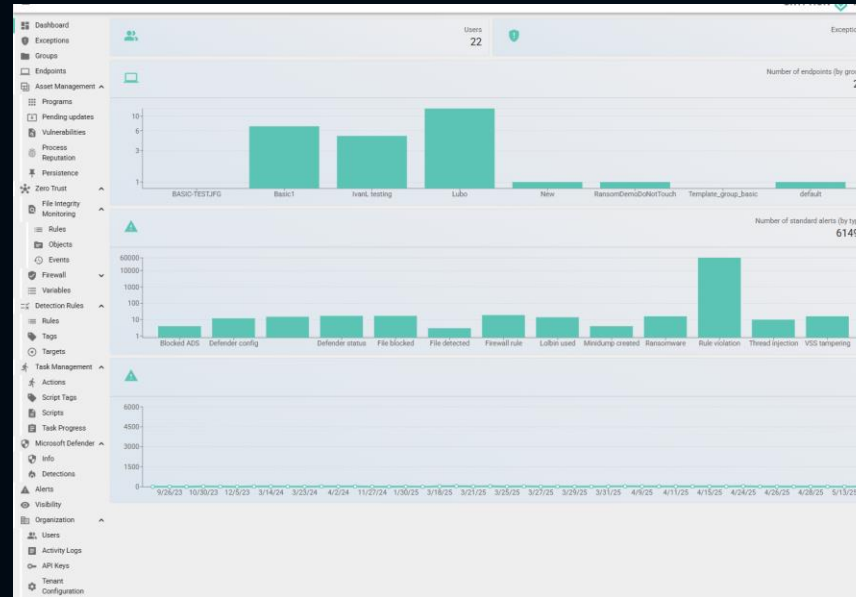 Dashboard
Exceptions
Groups
Endpoints
Asset Management
Programs
Pending updates
Vulnerabilities
Process
Reputation
Persistence
Zero Trust
File Integrity
Monitoring
Rules
Objects
Events
Firewall
Variables
Detection Rules
Rules
Tags
Targets
Task Management
Actions
Script Tags
Scripts
Task Progress
Microsoft Defender
Info
Detections
Alerts
Visibility
Organization
Users
Activity Logs
API Keys
Tenant
Configuration
Users
22
Exceptio
Number of endpoints (by grou
2
10
6
3
1
BASIC-TESTJFG Basic1 IvanL testing Lubo New RansomDemoDoNotTouch Template_group_basic default
Number of standard alerts (by typ
6149
60000
10000
1000
100
10
1
Blocked ADS Defender config Defender status File blocked File detected Firewall rule Lolbin used Minidump created Ransomware Rule violation Thread injection VSS tampering
6000
4500
3000
1500
0
9/26/23 10/30/23 12/5/23 3/14/24 3/23/24 4/2/24 11/27/24 1/30/25 3/18/25 3/21/25 3/25/25 3/27/25 3/29/25 3/31/25 4/9/25 4/11/25 4/15/25 4/24/25 4/26/25 4/28/25 5/13/25